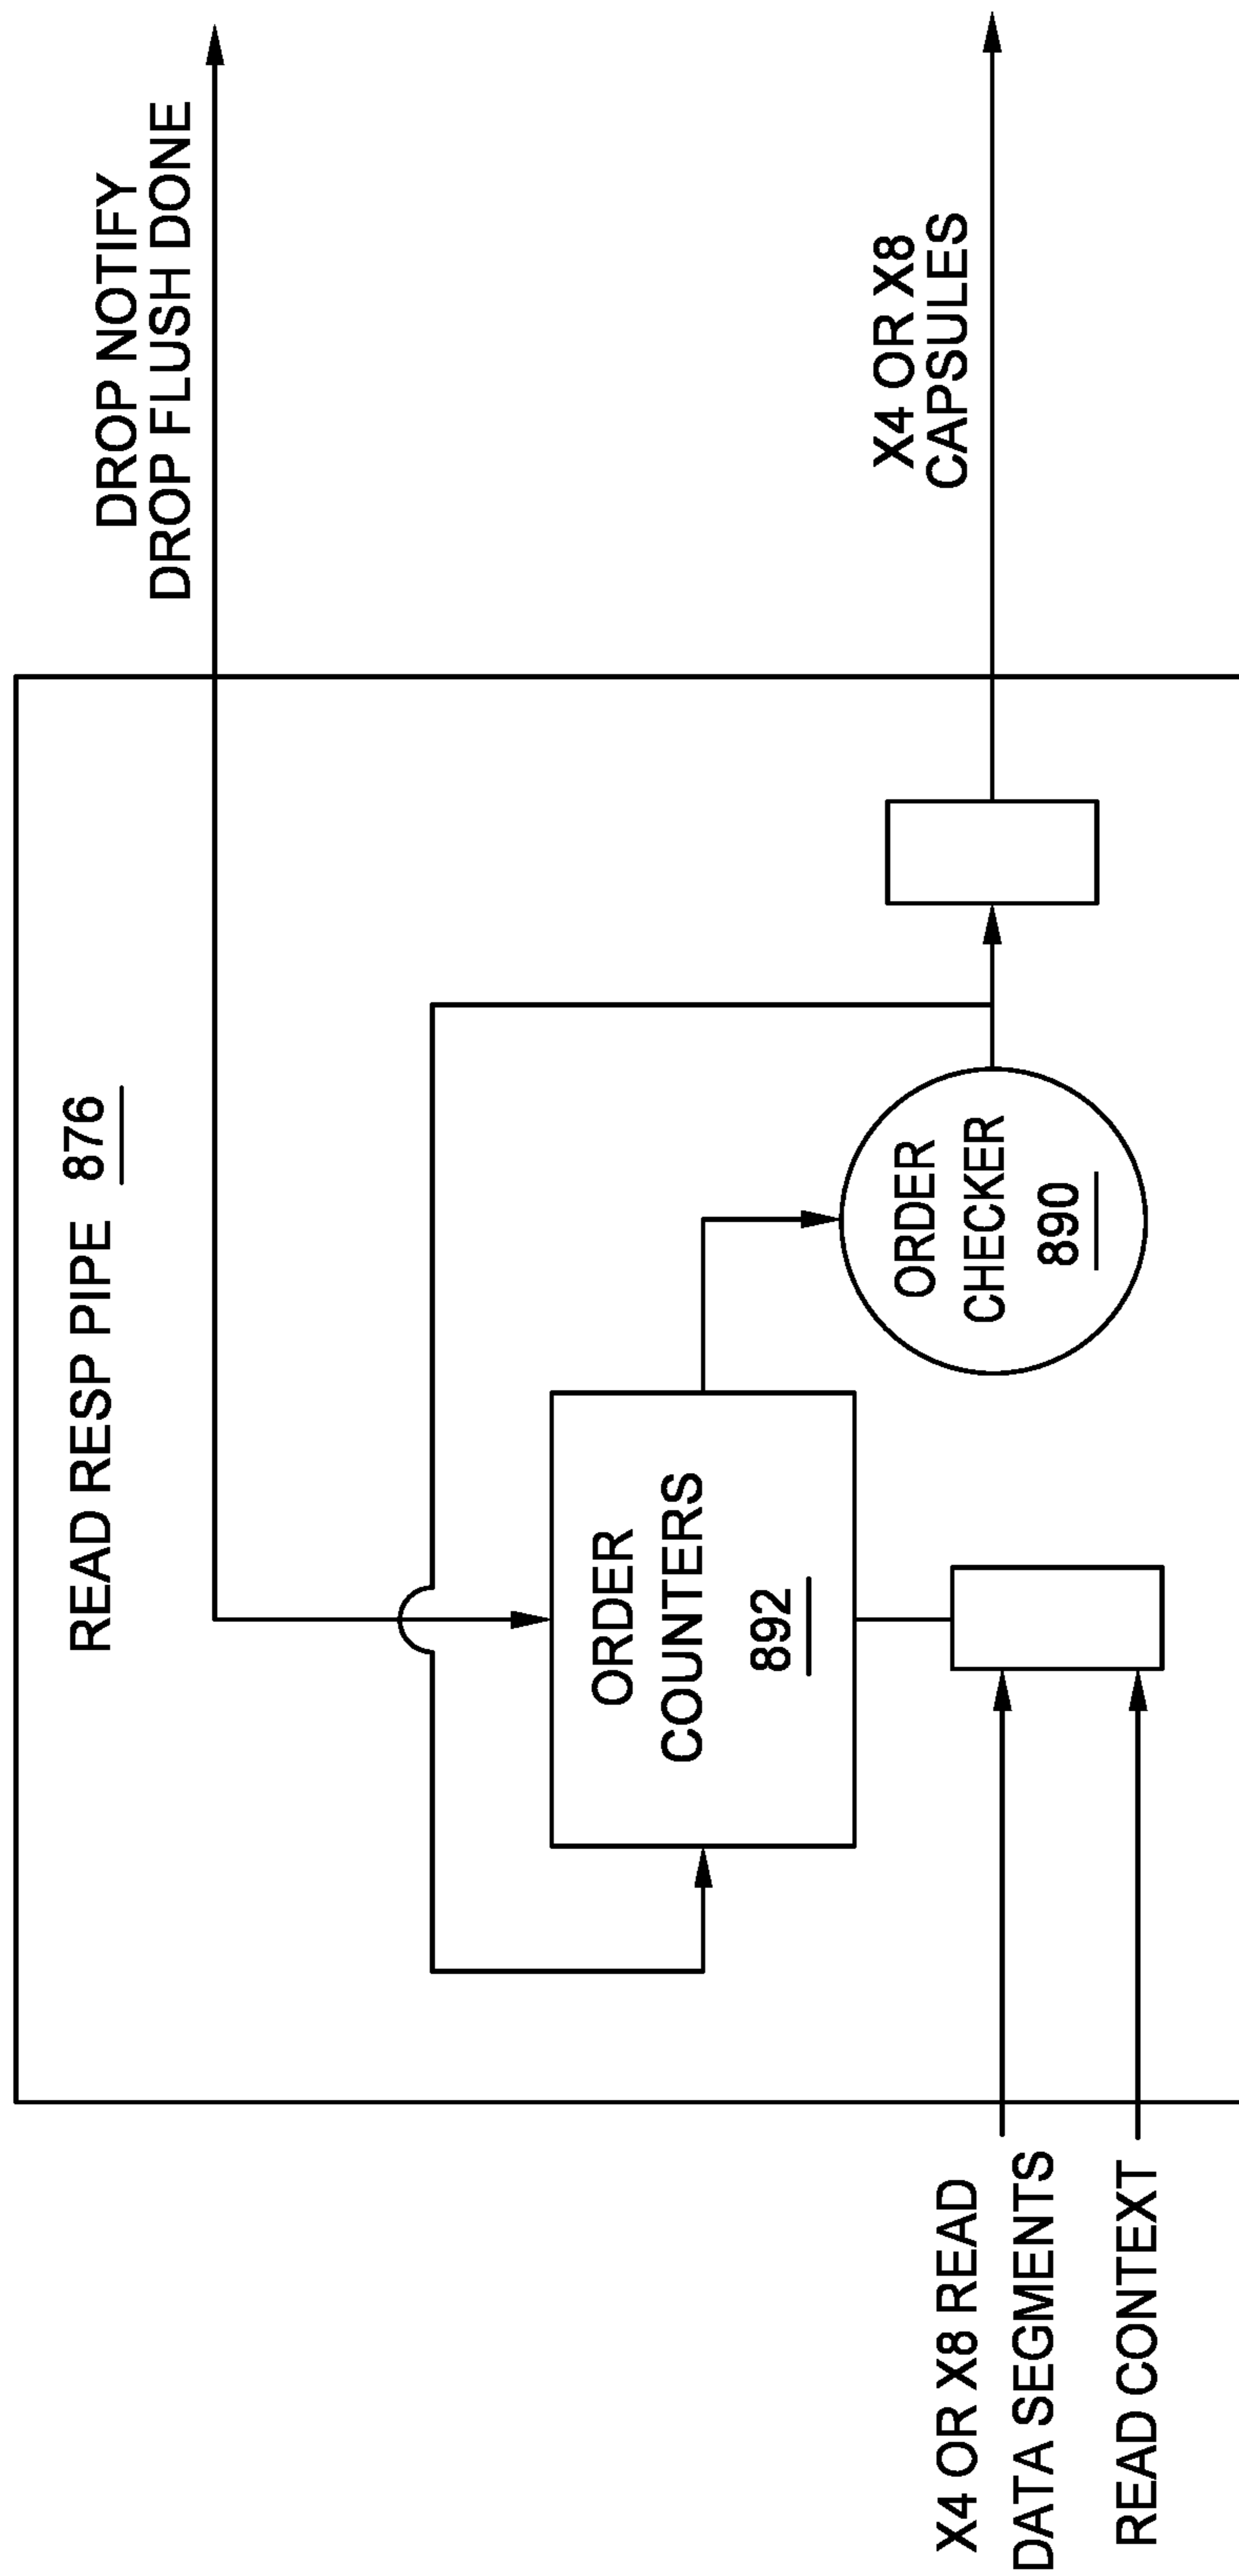 READ RESP PIPE 876
DROP NOTIFY
DROP FLUSH DONE
ORDER
COUNTERS
892
ORDER
CHECKER
890
X4 OR X8
CAPSULES
X4 OR X8 READ
DATA SEGMENTS
READ CONTEXT